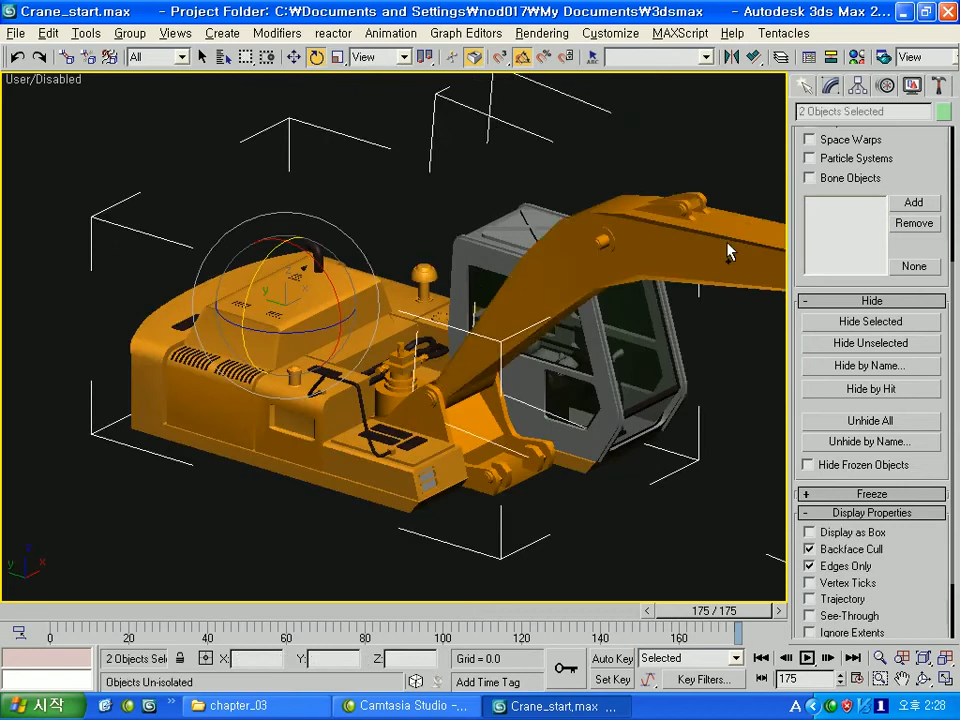 Crane_start.max - Project Folder: C:₩Documents and Settings₩nod017₩My Documents₩3dsmax - Autodesk 3ds Max 2...
File Edit Tools Group Views Create Modifiers reactor Animation Graph Editors Rendering Customize MAXScript Help Tentacles
All View View
User/Disabled
2 Objects Selected
Space Warps
Particle Systems
Bone Objects
Add
Remove
None
- Hide
Hide Selected
Hide Unselected
Hide by Name...
Hide by Hit
Unhide All
Unhide by Name...
Hide Frozen Objects
+ Freeze
- Display Properties
Display as Box
Backface Cull
Edges Only
Vertex Ticks
Trajectory
See-Through
Ignore Extents
z
y x
z
y x
< 175 / 175 >
0 20 40 60 80 100 120 140 160
2 Objects Sel X: Y: Z: Grid = 0.0 Auto Key Selected
Objects Un-isolated Add Time Tag Set Key Key Filters... 175
시작 chapter_03 Camtasia Studio - ... Crane_start.max ... A 오후 2:28